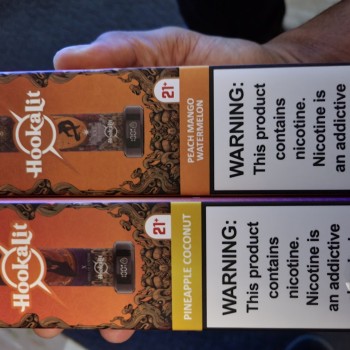 HookaLit
21+
PEACH MANGO
WATERMELON
WARNING:
This product
contains
nicotine.
Nicotine is
an addictive
HookaLit
21+
PINEAPPLE COCONUT
WARNING:
This product
contains
nicotine.
Nicotine is
an addictive